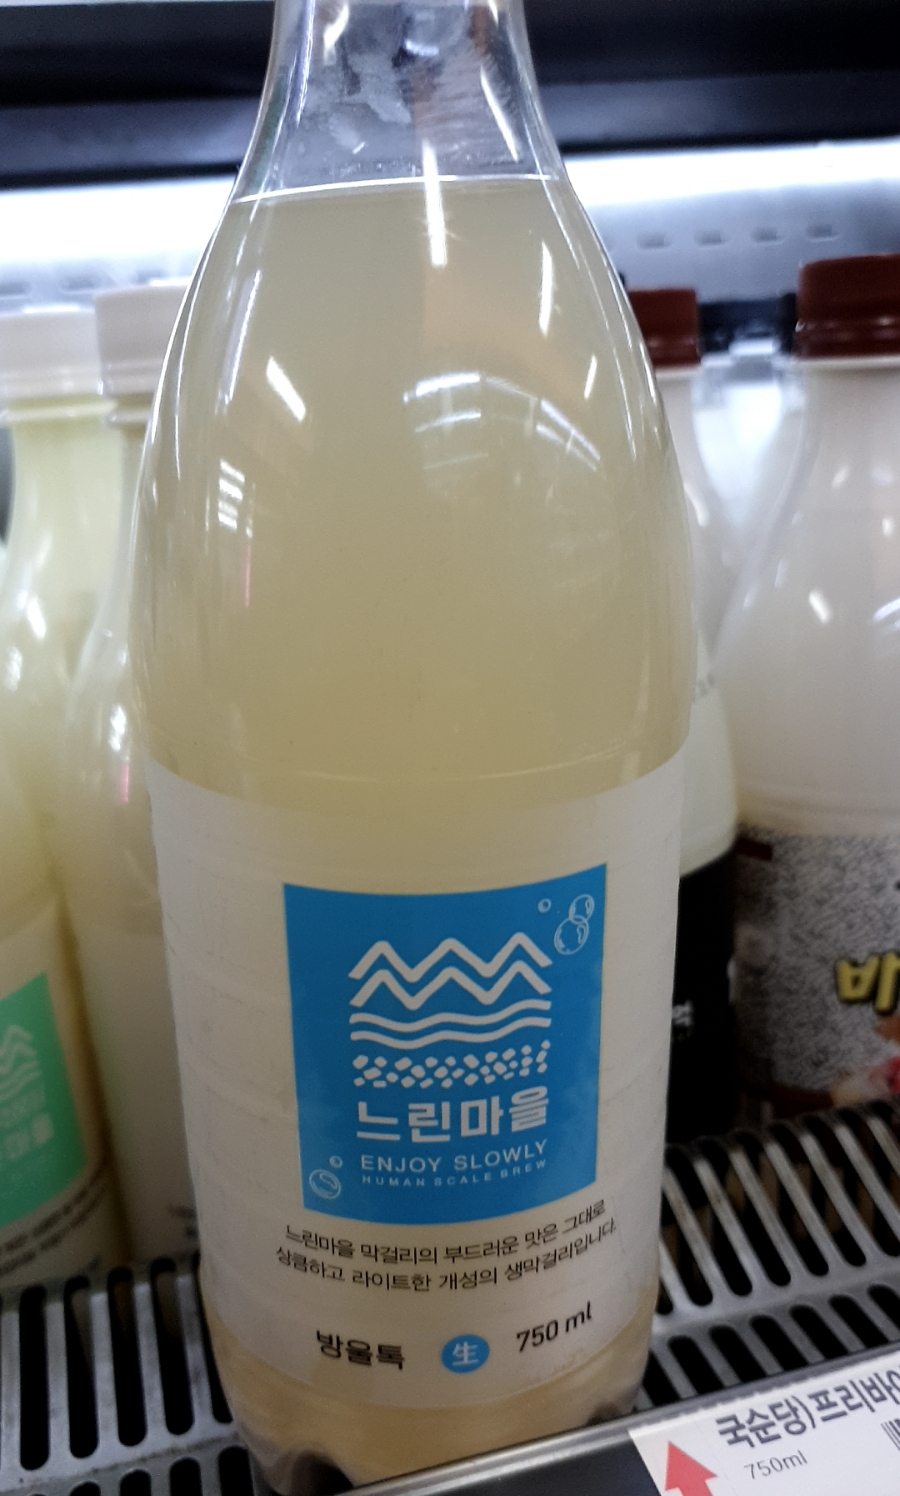 느린마을
ENJOY SLOWLY
HUMAN SCALE BREW
느린마을 막걸리의 부드러운 맛은 그대로
상큼하고 라이트한 개성의 생막걸리입니다.
방울톡 生 750 ml
마을
국순당)프리바이
750ml